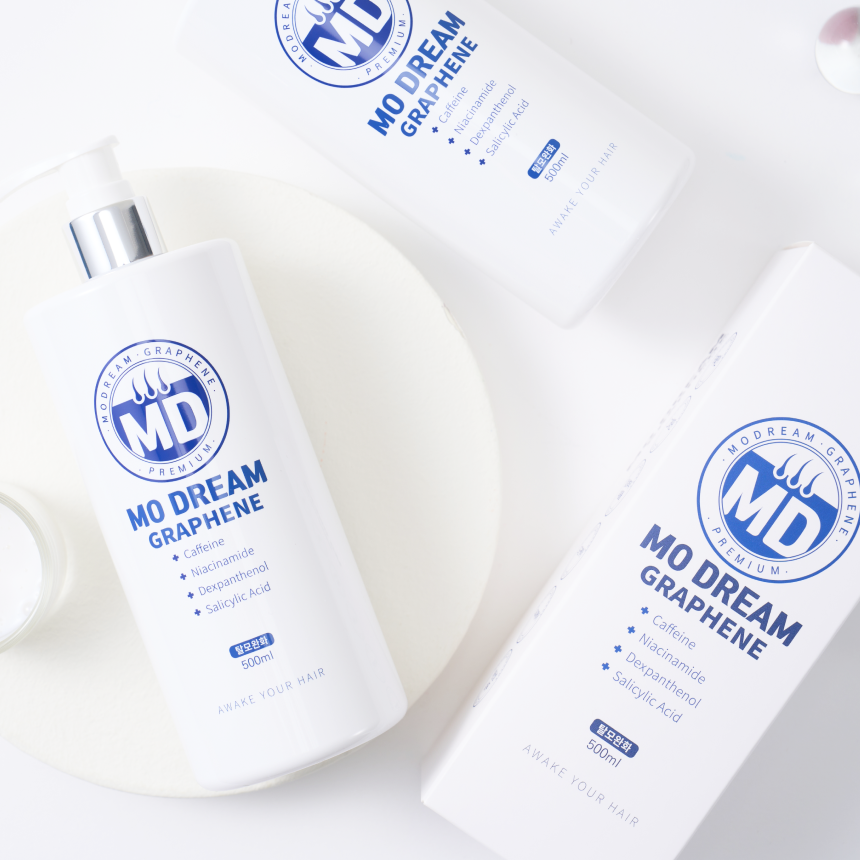 MODREAM
MD
· PREMIUM ·
MO DREAM
GRAPHENE
Caffeine
Niacinamide
Dexpanthenol
Salicylic Acid
탈모완화
500ml
AWAKE YOUR HAIR
· MODREAM · GRAPHENE ·
MD
PREMIUM
MO DREAM
GRAPHENE
Caffeine
Niacinamide
Dexpanthenol
Salicylic Acid
탈모완화
500ml
AWAKE YOUR HAIR
· MODREAM · GRAPHENE ·
MD
PREMIUM
MO DREAM
GRAPHENE
Caffeine
Niacinamide
Dexpanthenol
Salicylic Acid
탈모완화
500ml
AWAKE YOUR HAIR